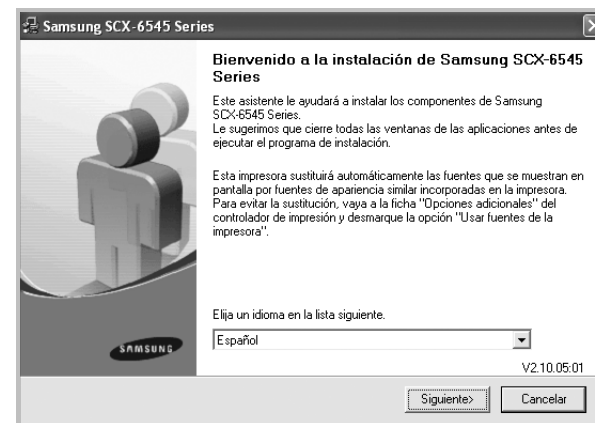 Samsung SCX-6545 Series
Bienvenido a la instalación de Samsung SCX-6545
Series
Este asistente le ayudará a instalar los componentes de Samsung
SCX-6545 Series.
Le sugerimos que cierre todas las ventanas de las aplicaciones antes de
ejecutar el programa de instalación.
Esta impresora sustituirá automáticamente las fuentes que se muestran en
pantalla por fuentes de apariencia similar incorporadas en la impresora.
Para evitar la sustitución, vaya a la ficha "Opciones adicionales" del
controlador de impresión y desmarque la opción "Usar fuentes de la
impresora".
Elija un idioma en la lista siguiente.
Español
SAMSUNG
V2.10.05:01
Siguiente>
Cancelar